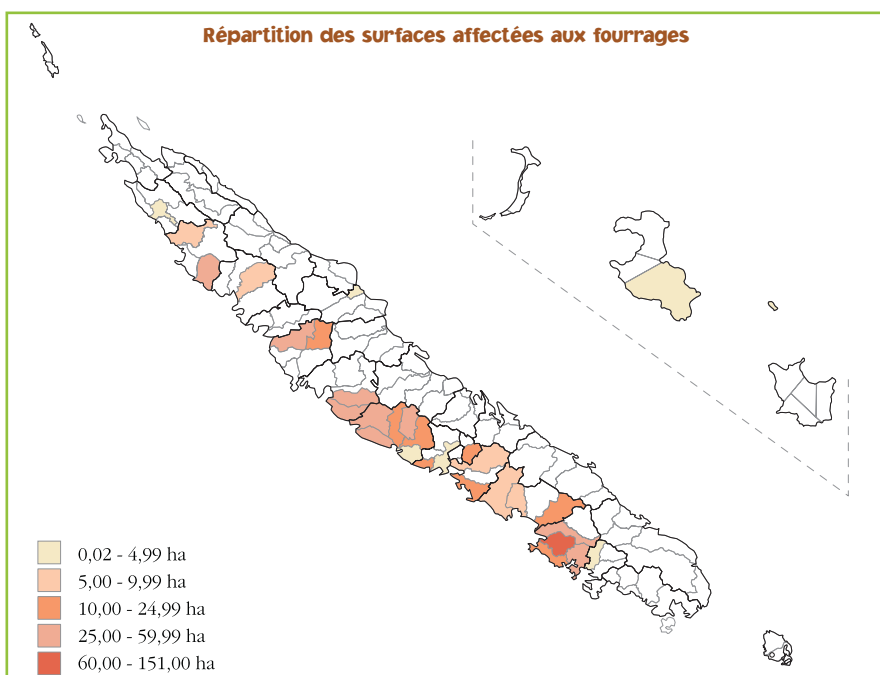 Répartition des surfaces affectées aux fourrages
0,02 - 4,99 ha
5,00 - 9,99 ha
10,00 - 24,99 ha
25,00 - 59,99 ha
60,00 - 151,00 ha